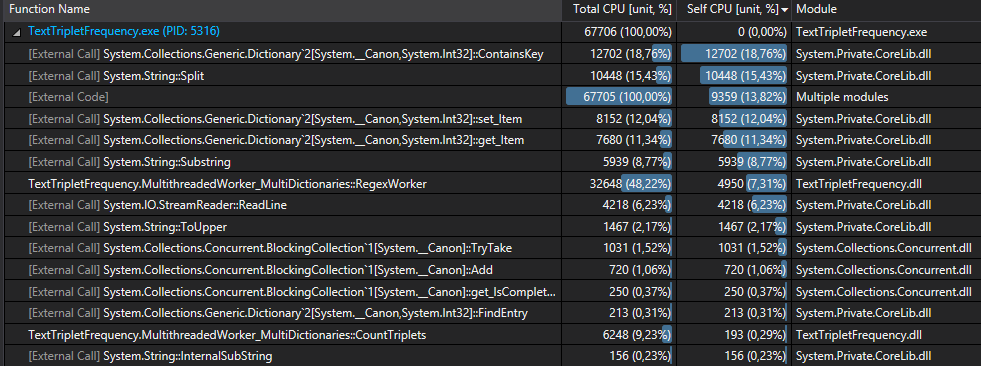 Function Name Total CPU [unit, %] Self CPU [unit, %] Module
TextTripletFrequency.exe (PID: 5316) 67706 (100,00%) 0 (0,00%) TextTripletFrequency.exe
[External Call] System.Collections.Generic.Dictionary`2[System.__Canon,System.Int32]::ContainsKey 12702 (18,76%) 12702 (18,76%) System.Private.CoreLib.dll
[External Call] System.String::Split 10448 (15,43%) 10448 (15,43%) System.Private.CoreLib.dll
[External Code] 67705 (100,00%) 9359 (13,82%) Multiple modules
[External Call] System.Collections.Generic.Dictionary`2[System.__Canon,System.Int32]::set_Item 8152 (12,04%) 8152 (12,04%) System.Private.CoreLib.dll
[External Call] System.Collections.Generic.Dictionary`2[System.__Canon,System.Int32]::get_Item 7680 (11,34%) 7680 (11,34%) System.Private.CoreLib.dll
[External Call] System.String::Substring 5939 (8,77%) 5939 (8,77%) System.Private.CoreLib.dll
TextTripletFrequency.MultithreadedWorker_MultiDictionaries::RegexWorker 32648 (48,22%) 4950 (7,31%) TextTripletFrequency.dll
[External Call] System.IO.StreamReader::ReadLine 4218 (6,23%) 4218 (6,23%) System.Private.CoreLib.dll
[External Call] System.String::ToUpper 1467 (2,17%) 1467 (2,17%) System.Private.CoreLib.dll
[External Call] System.Collections.Concurrent.BlockingCollection`1[System.__Canon]::TryTake 1031 (1,52%) 1031 (1,52%) System.Collections.Concurrent.dll
[External Call] System.Collections.Concurrent.BlockingCollection`1[System.__Canon]::Add 720 (1,06%) 720 (1,06%) System.Collections.Concurrent.dll
[External Call] System.Collections.Concurrent.BlockingCollection`1[System.__Canon]::get_IsComplet... 250 (0,37%) 250 (0,37%) System.Collections.Concurrent.dll
[External Call] System.Collections.Generic.Dictionary`2[System.__Canon,System.Int32]::FindEntry 213 (0,31%) 213 (0,31%) System.Private.CoreLib.dll
TextTripletFrequency.MultithreadedWorker_MultiDictionaries::CountTriplets 6248 (9,23%) 193 (0,29%) TextTripletFrequency.dll
[External Call] System.String::InternalSubString 156 (0,23%) 156 (0,23%) System.Private.CoreLib.dll